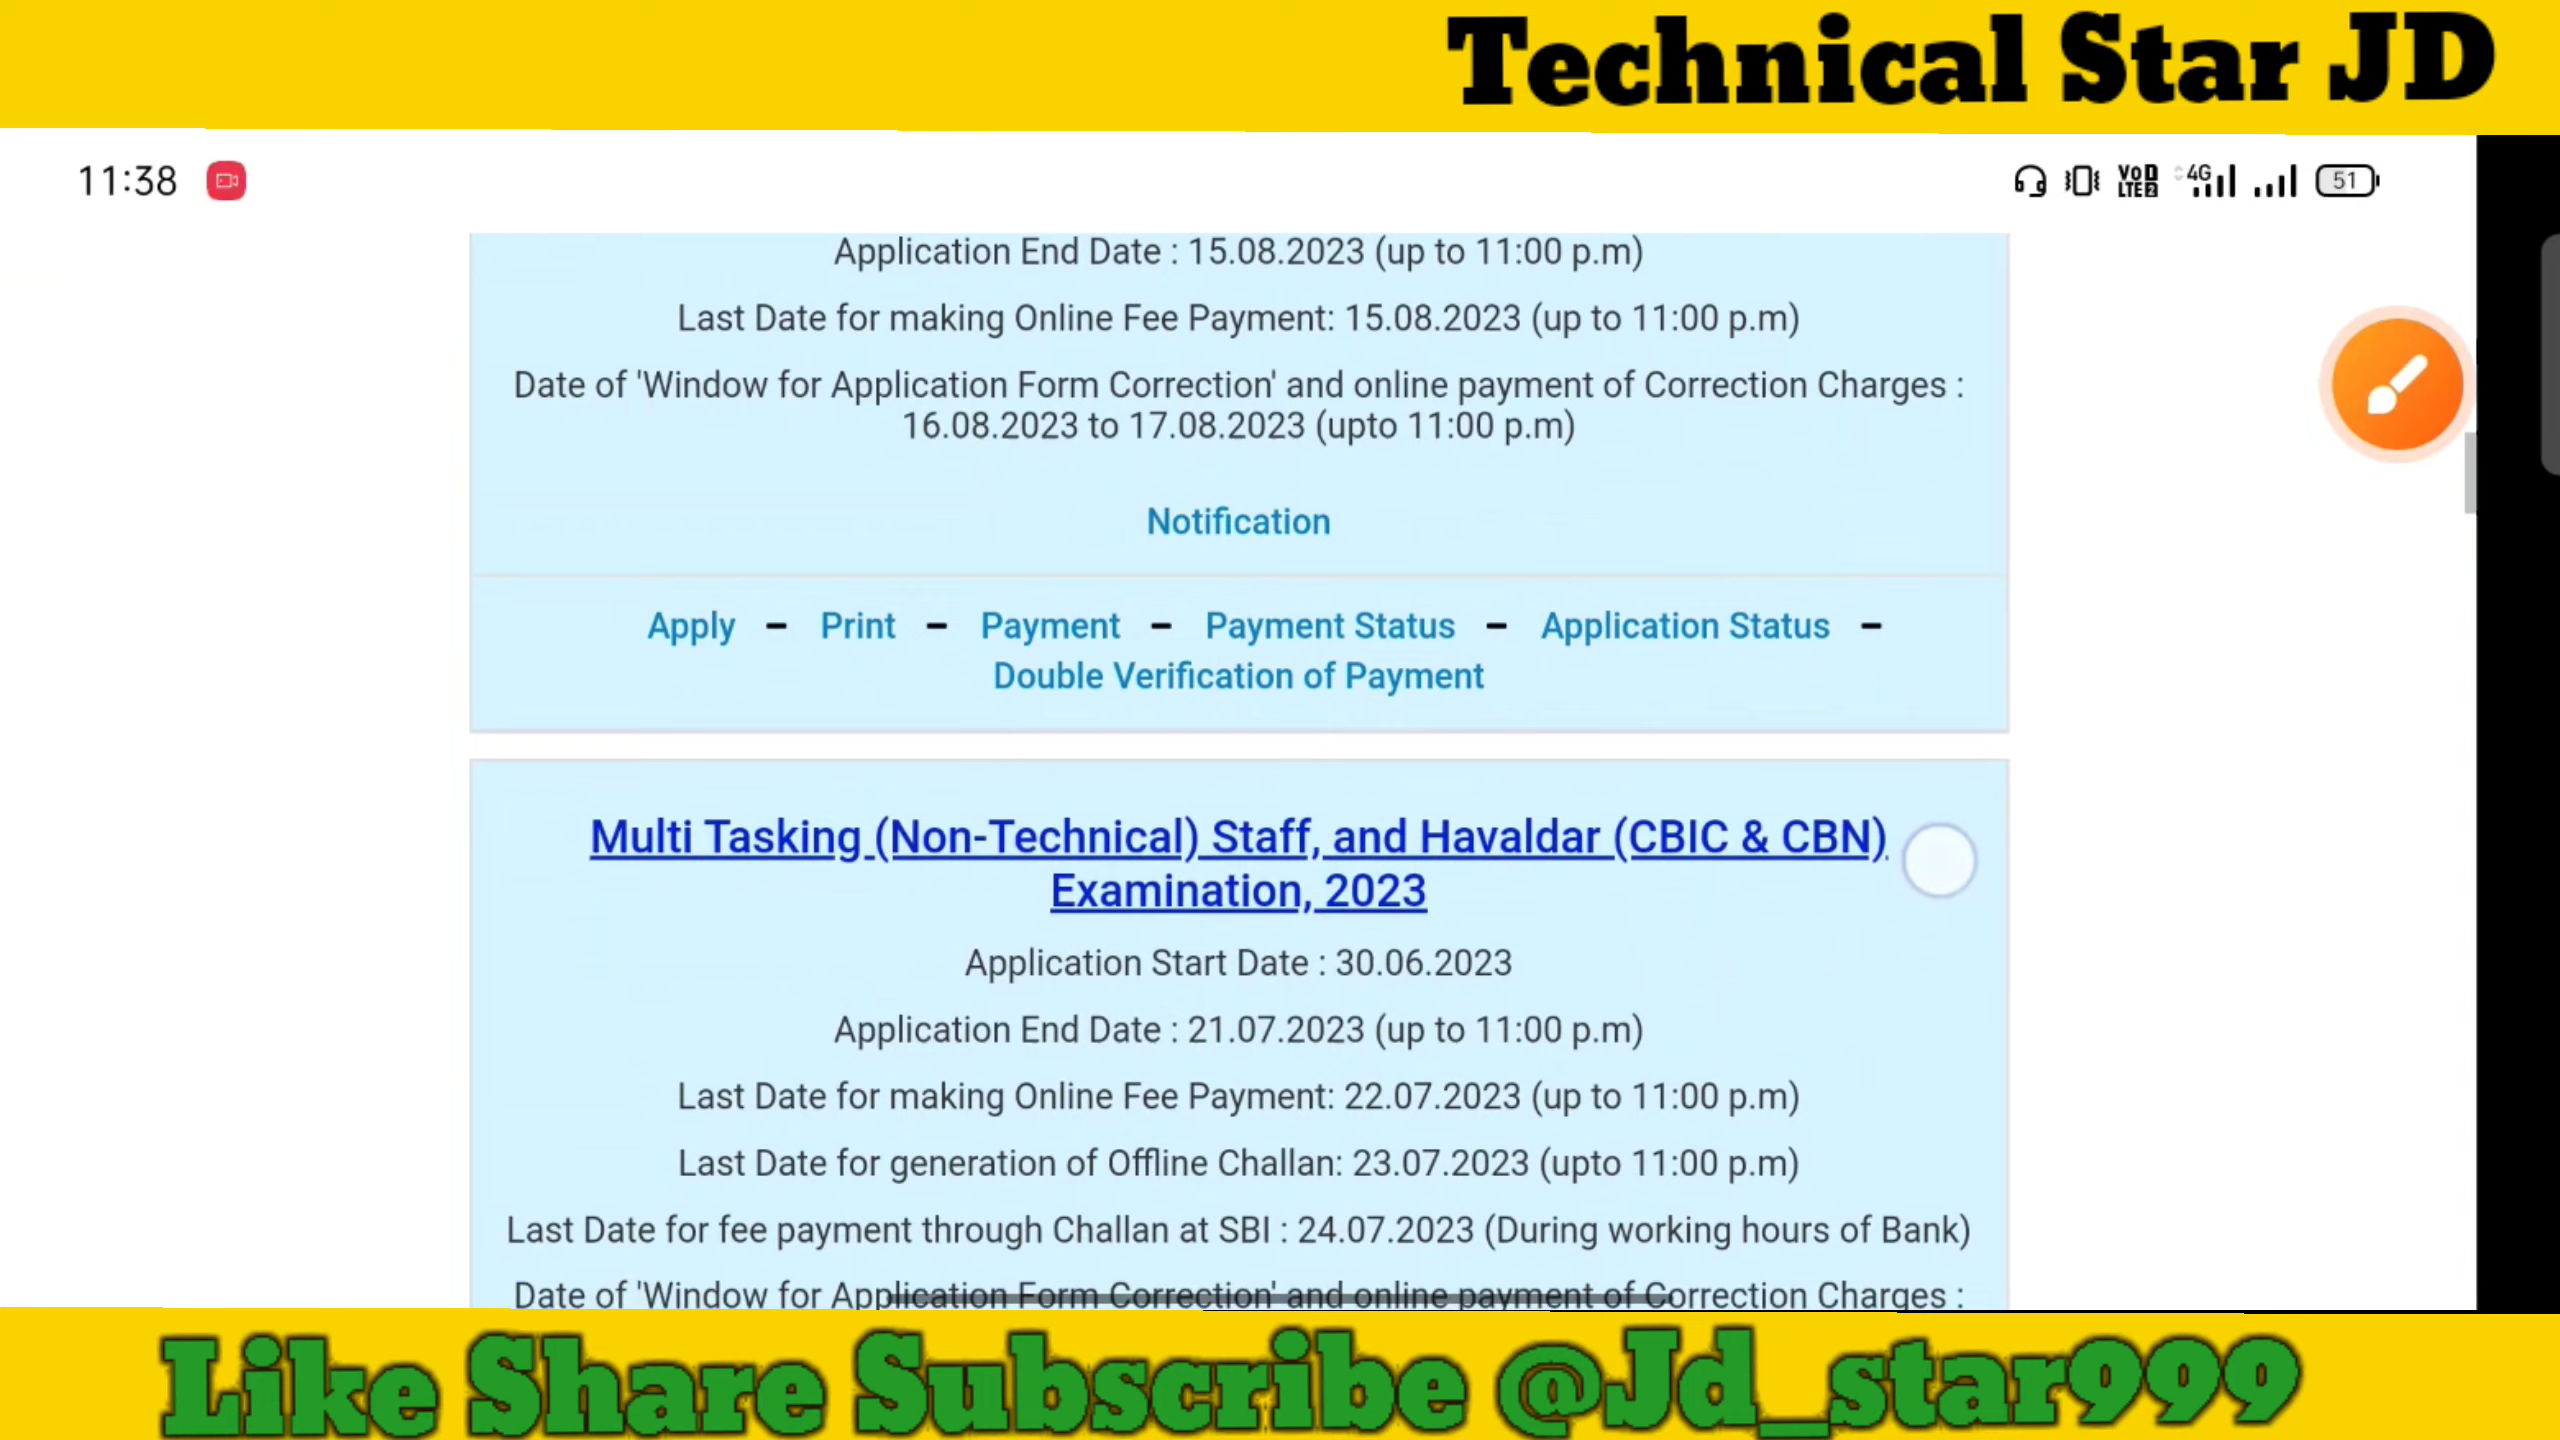 Technical Star JD
11:38
VoD LTE2 4G 51
Application End Date : 15.08.2023 (up to 11:00 p.m)
Last Date for making Online Fee Payment: 15.08.2023 (up to 11:00 p.m)
Date of 'Window for Application Form Correction' and online payment of Correction Charges :
16.08.2023 to 17.08.2023 (upto 11:00 p.m)
Notification
Apply – Print – Payment – Payment Status – Application Status –
Double Verification of Payment
Multi Tasking (Non-Technical) Staff, and Havaldar (CBIC & CBN)
Examination, 2023
Application Start Date : 30.06.2023
Application End Date : 21.07.2023 (up to 11:00 p.m)
Last Date for making Online Fee Payment: 22.07.2023 (up to 11:00 p.m)
Last Date for generation of Offline Challan: 23.07.2023 (upto 11:00 p.m)
Last Date for fee payment through Challan at SBI : 24.07.2023 (During working hours of Bank)
Date of 'Window for Application Form Correction' and online payment of Correction Charges :
Like Share Subscribe @Jd_star999